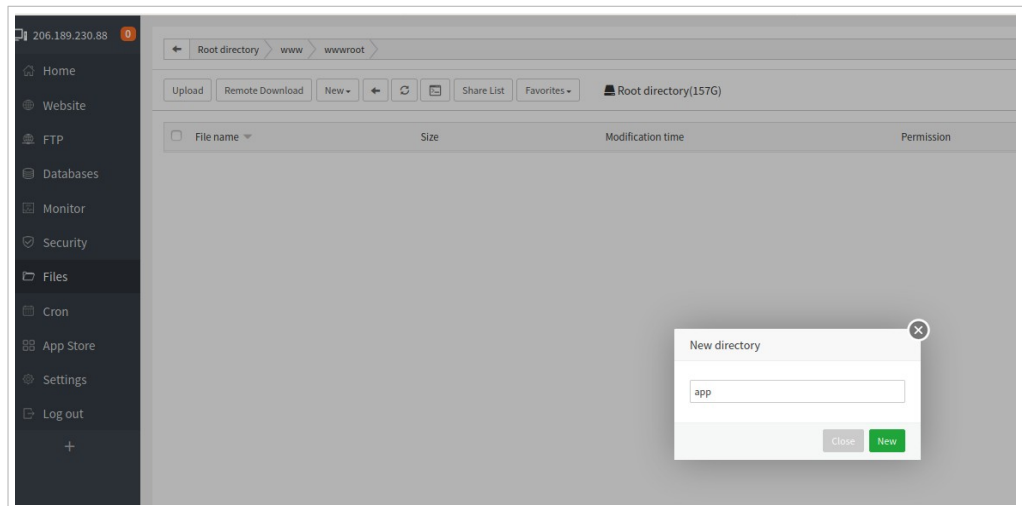 206.189.230.88 0
Home
Website
FTP
Databases
Monitor
Security
Files
Cron
App Store
Settings
Log out
+
Root directory www wwwroot
Upload Remote Download New Share List Favorites Root directory(157G)
File name Size Modification time Permission
New directory
app
Close New